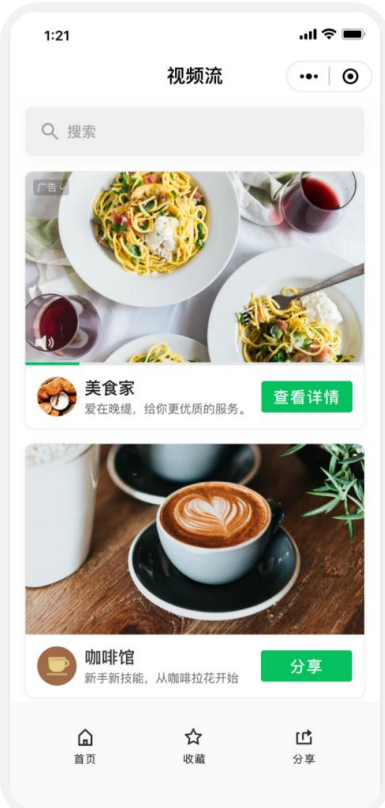 1:21
视频流
搜索
广告
美食家
爱在晚缇，给你更优质的服务。
查看详情
咖啡馆
新手新技能，从咖啡拉花开始
分享
首页
收藏
分享